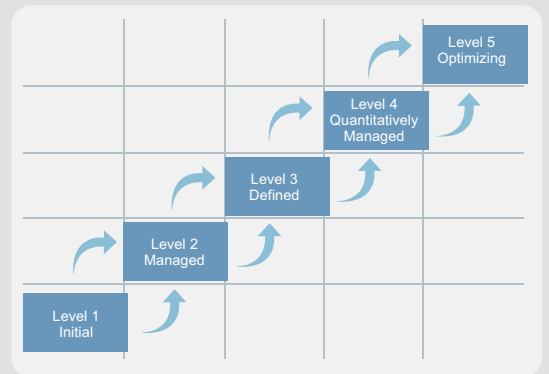 Level 5
Optimizing
Level 4
Quantitatively
Managed
Level 3
Defined
Level 2
Managed
Level 1
Initial